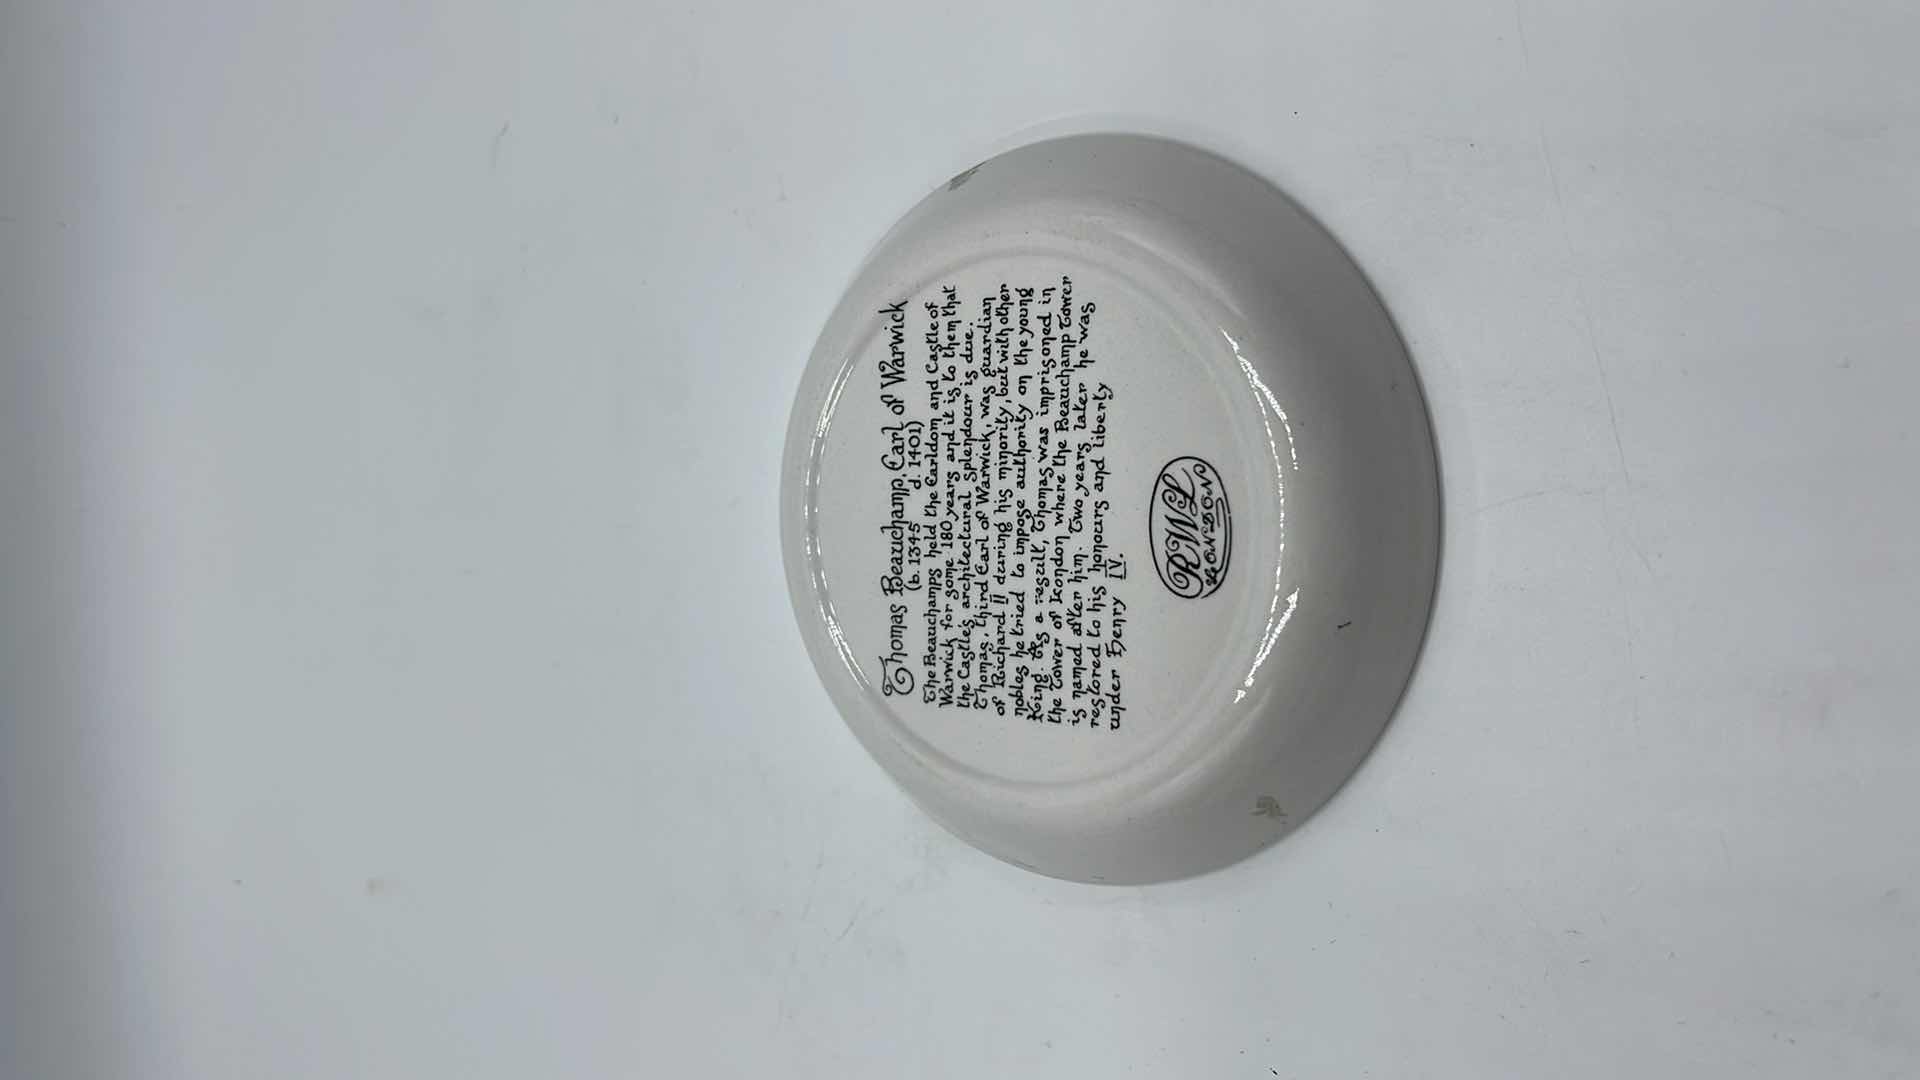 Thomas Beauchamp, Earl of Warwick
(b. 1345 d. 1401)
The Beauchamps held the Earldom and Castle of
Warwick for some 180 years and it is to them that
the Castle's architectural splendour is due.
Thomas, third Earl of Warwick, was guardian
of Richard II during his minority, but with other
nobles he tried to impose authority on the young
King. As a result, Thomas was imprisoned in
the Tower of London where the Beauchamp Tower
is named after him. Two years later he was
restored to his honours and liberty
under Henry IV.
RWL
LONDON